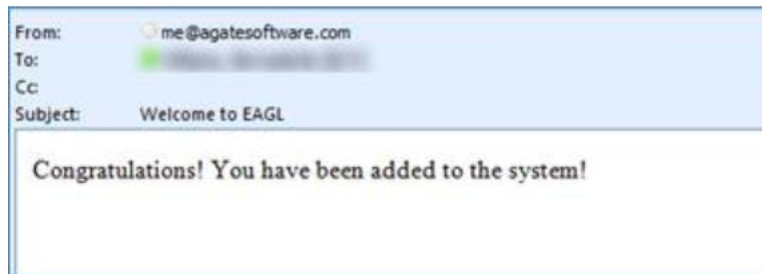 From: me@agatesoftware.com
To:
Cc:
Subject: Welcome to EAGL
Congratulations! You have been added to the system!